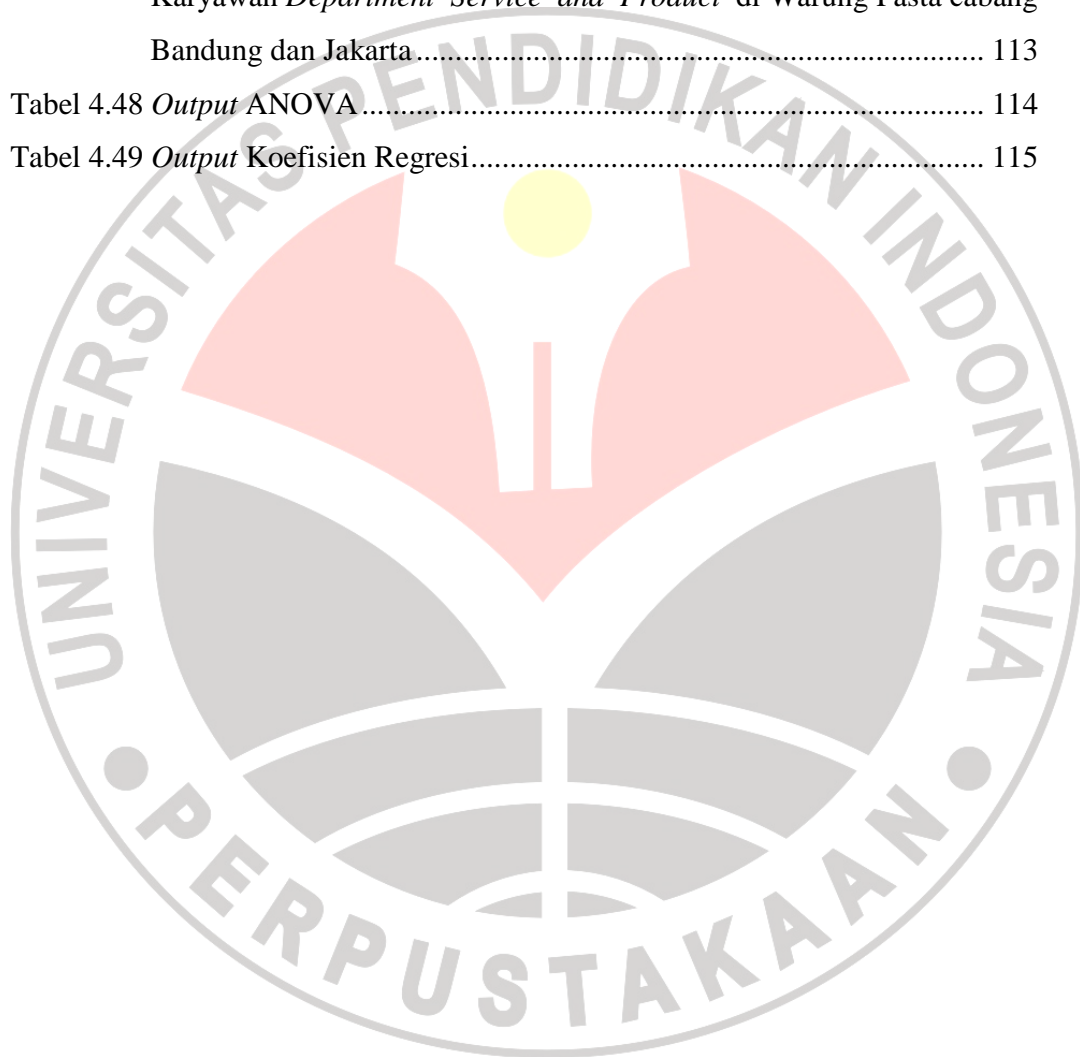 Karyawan Department Service and Product di Warung Pasta cabang
Bandung dan Jakarta ........................................................................... 113
Tabel 4.48 Output ANOVA ................................................................................... 114
Tabel 4.49 Output Koefisien Regresi................................................................... 115
UNIVERSITAS PENDIDIKAN INDONESIA
PERPUSTAKAAN